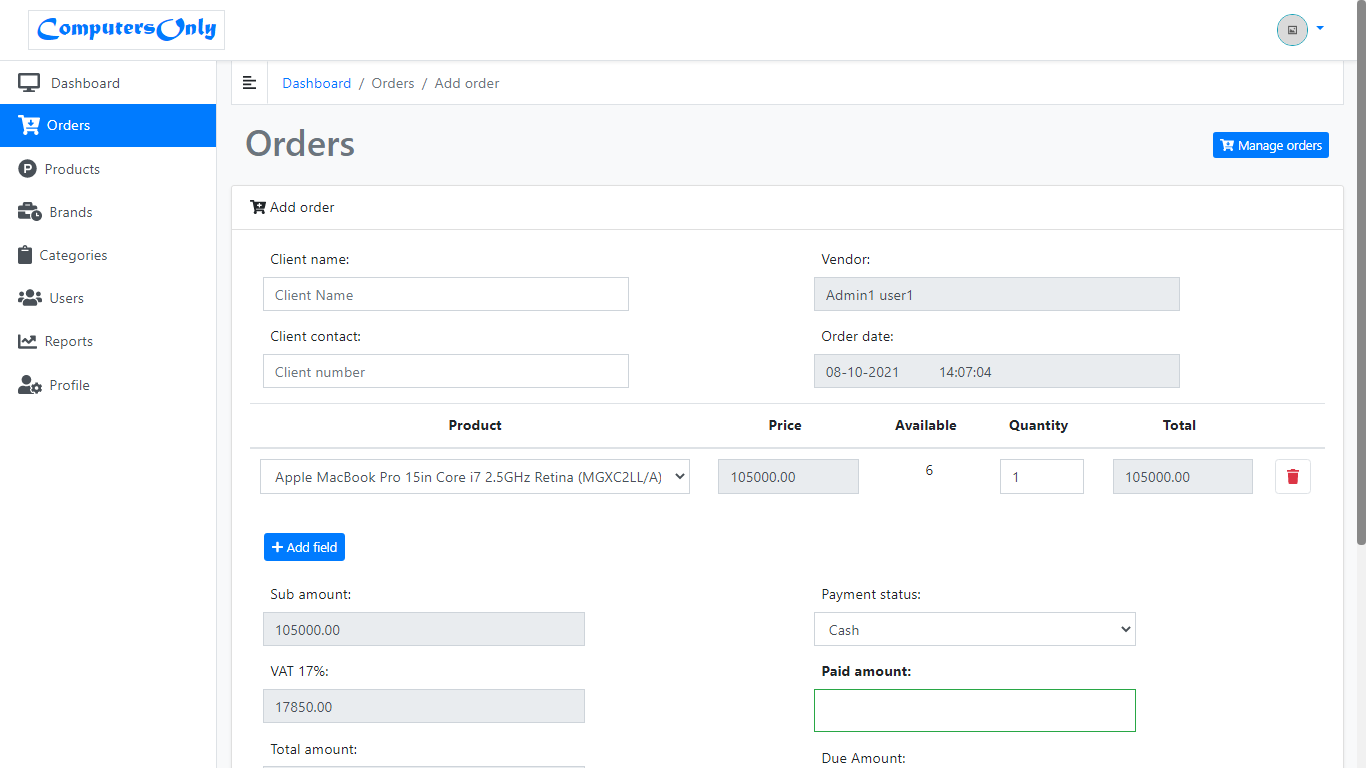 ComputersOnly
Dashboard
Orders
Products
Brands
Categories
Users
Reports
Profile
Dashboard / Orders / Add order
Orders
Manage orders
Add order
Client name:
Client Name
Vendor:
Admin1 user1
Client contact:
Client number
Order date:
08-10-2021 14:07:04
Product Price Available Quantity Total
Apple MacBook Pro 15in Core i7 2.5GHz Retina (MGXC2LL/A) 105000.00 6 1 105000.00
Add field
Sub amount:
105000.00
Payment status:
Cash
VAT 17%:
17850.00
Paid amount:
Total amount:
Due Amount: